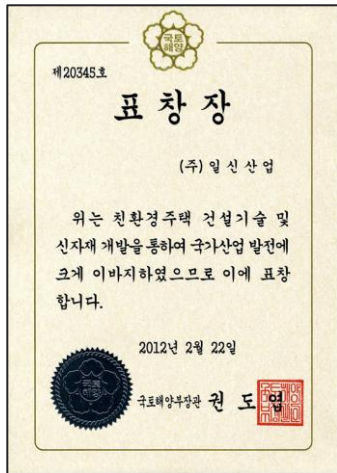 국토
해양
제20345호
표창장
(주) 일신산업
위는 친환경주택 건설기술 및
신자재 개발을 통하여 국가산업 발전에
크게 이바지하였으므로 이에 표창
합니다.
2012년 2월 22일
국토해양부장관 권도엽
국토
해양